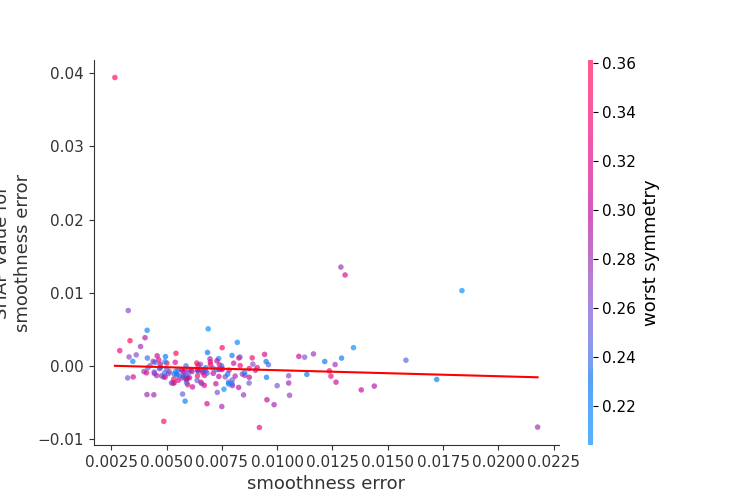 0.04
0.03
0.02
0.01
0.00
−0.01
SHAP value for
smoothness error
0.0025 0.0050 0.0075 0.0100 0.0125 0.0150 0.0175 0.0200 0.0225
smoothness error
0.36
0.34
0.32
0.30
0.28
0.26
0.24
0.22
worst symmetry